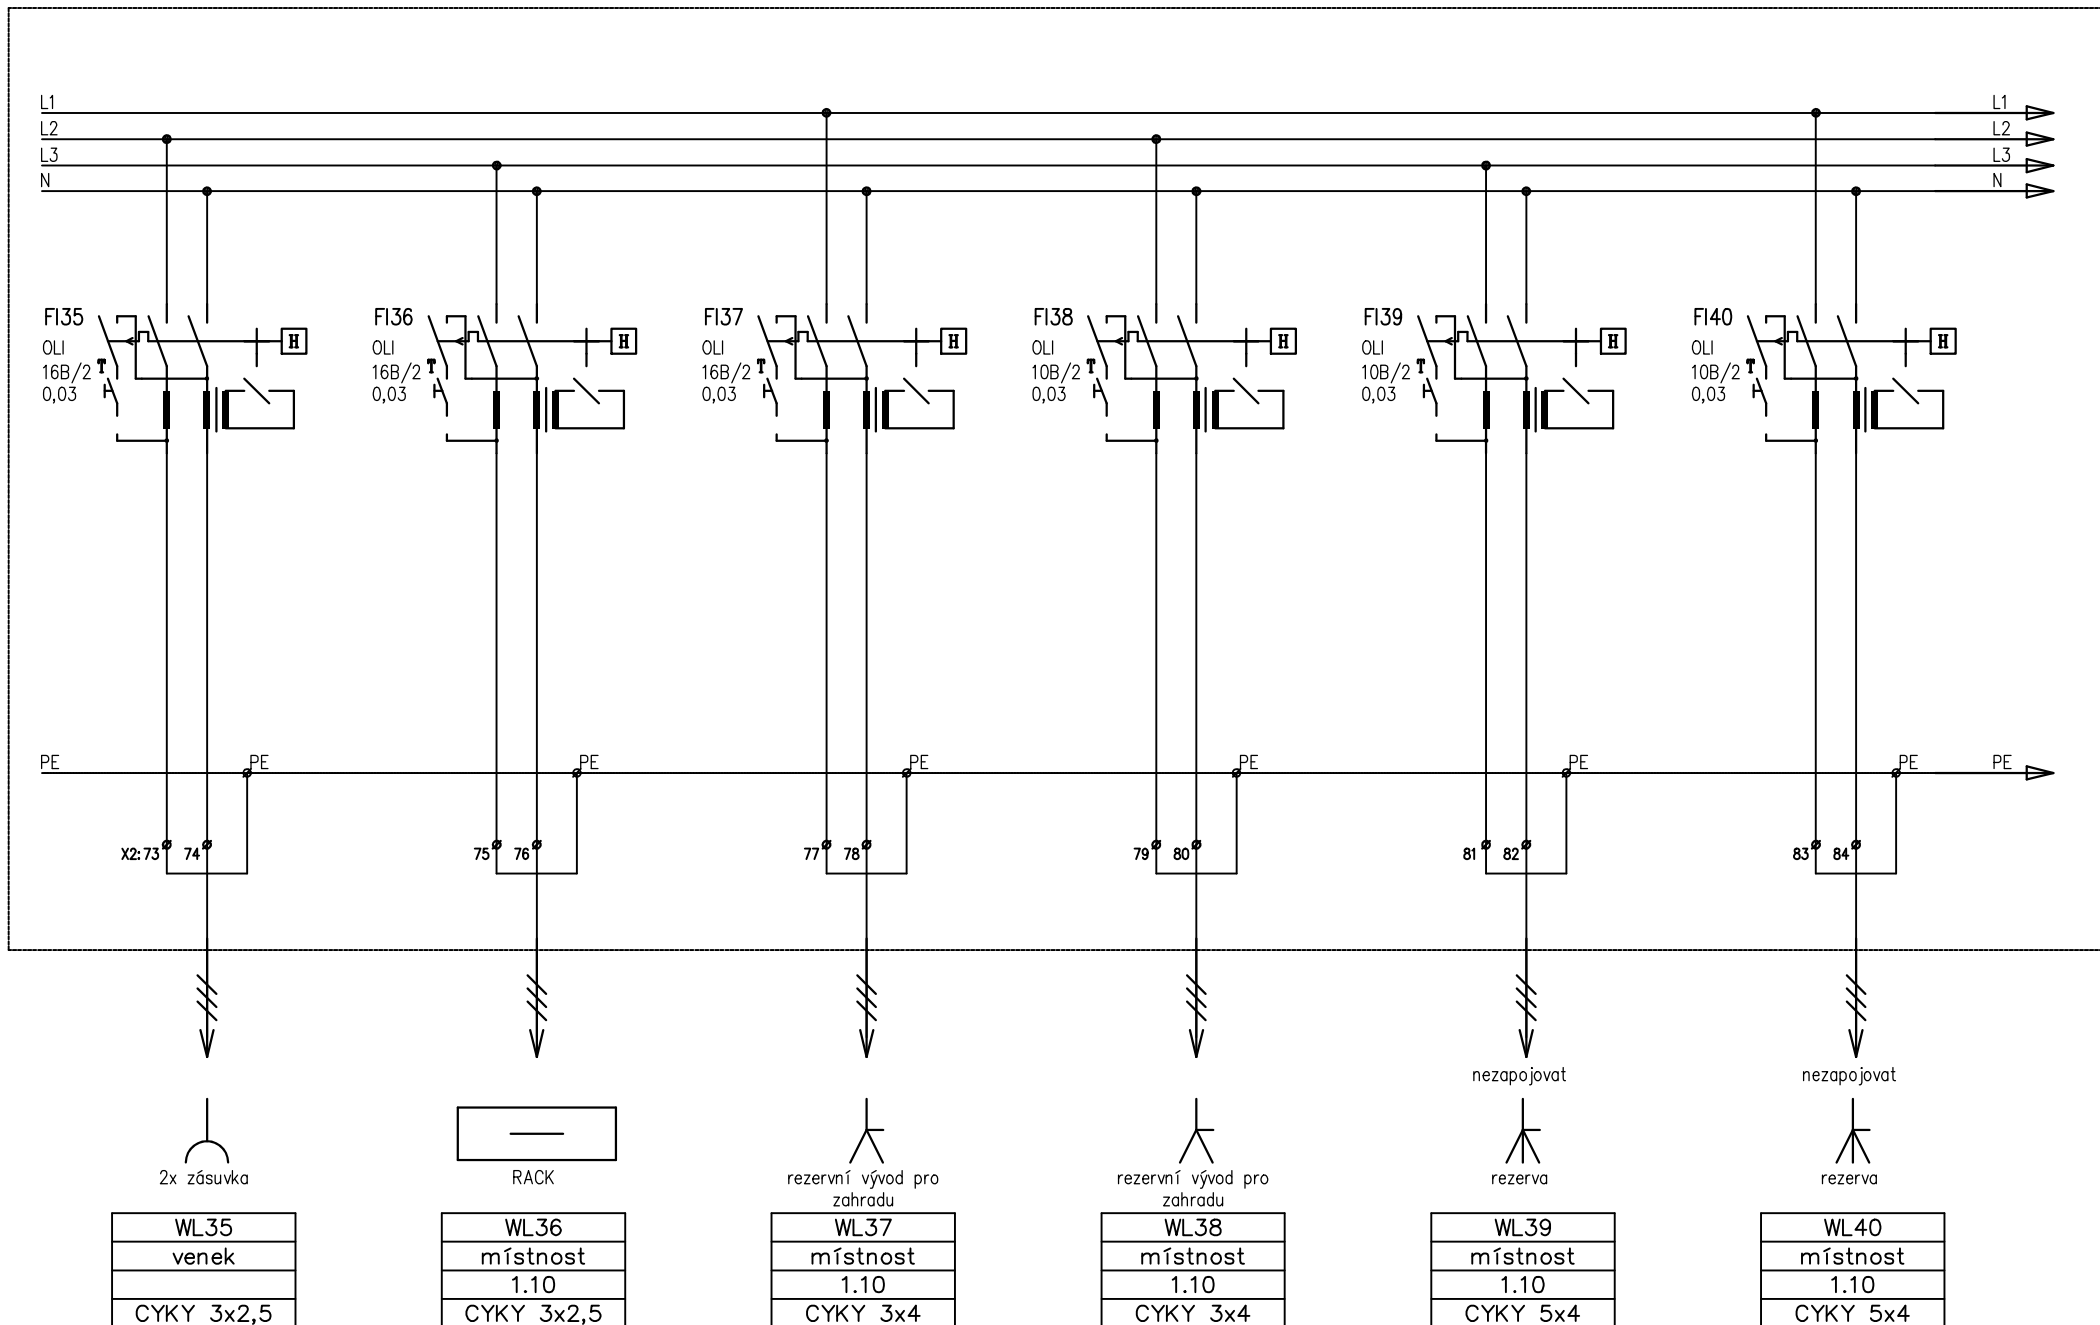 L1 L1
L2 L2
L3 L3
N N
FI35 FI36 FI37 FI38 FI39 FI40
H H H H H H
OLI OLI OLI OLI OLI OLI
16B/2 T 16B/2 T 16B/2 T 10B/2 T 10B/2 T 10B/2 T
0,03 0,03 0,03 0,03 0,03 0,03
PE PE PE PE PE PE PE PE
X2: 73 74 75 76 77 78 79 80 81 82 83 84
nezapojovat nezapojovat
2x zásuvka RACK rezervní vývod pro rezervní vývod pro rezerva rezerva
zahradu zahradu
WL35 WL36 WL37 WL38 WL39 WL40
venek místnost místnost místnost místnost místnost
1.10 1.10 1.10 1.10 1.10
CYKY 3x2,5 CYKY 3x2,5 CYKY 3x4 CYKY 3x4 CYKY 5x4 CYKY 5x4